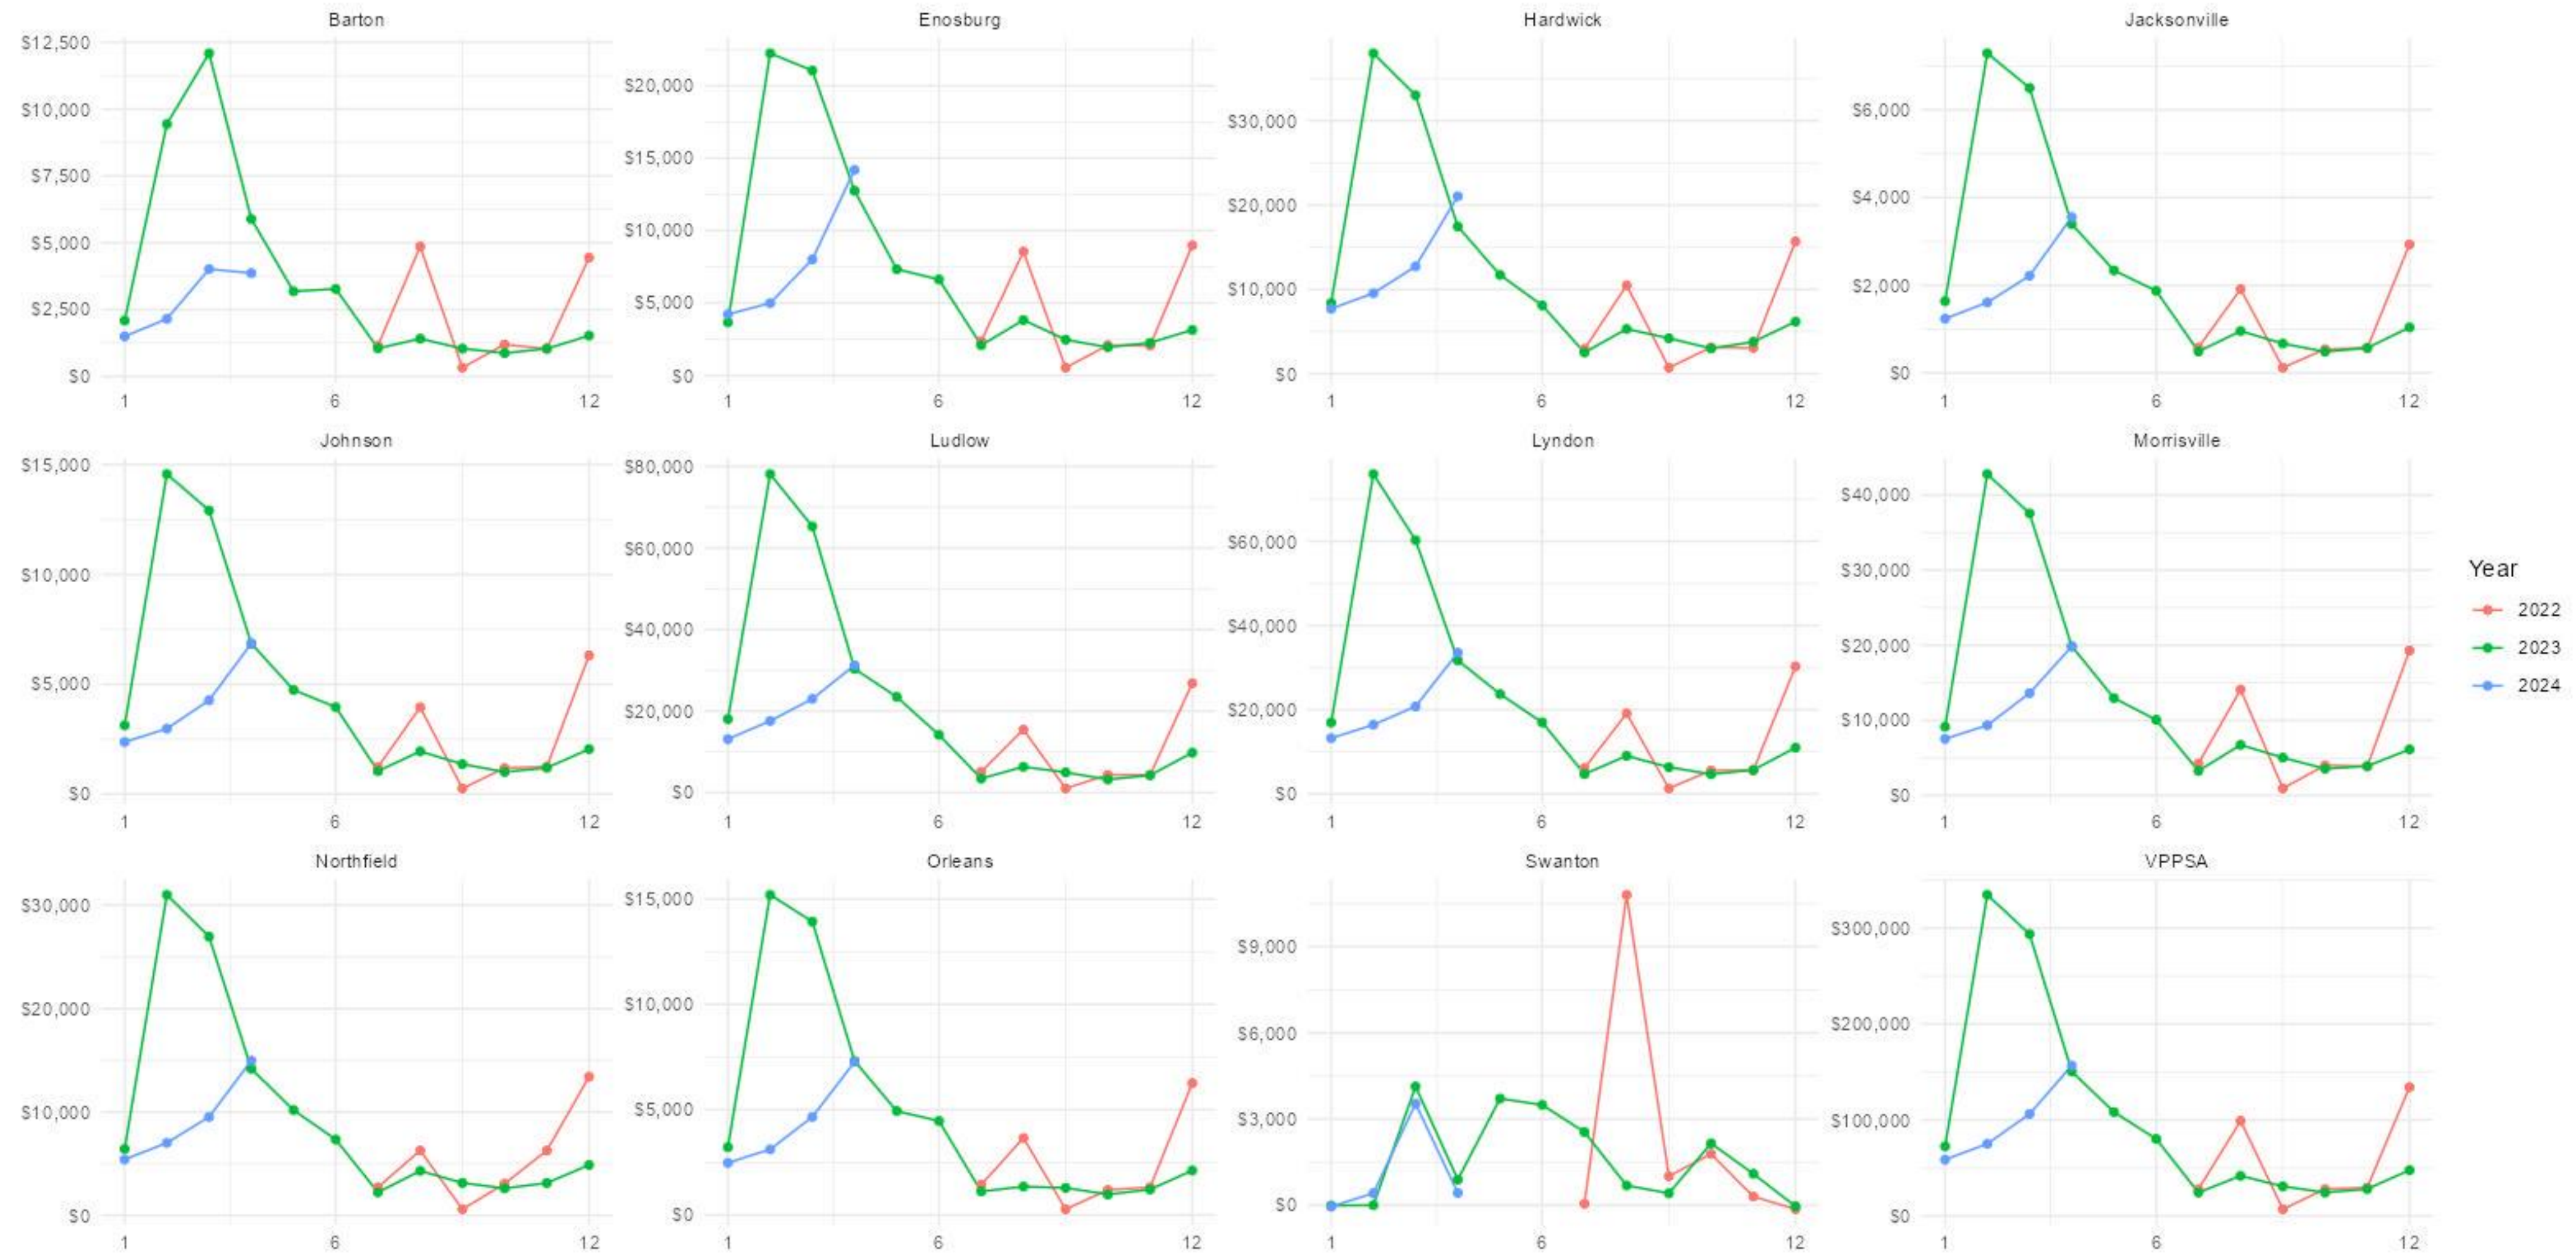 Barton
$12,500
$10,000
$7,500
$5,000
$2,500
$0
1 6 12
Enosburg
$20,000
$15,000
$10,000
$5,000
$0
1 6 12
Hardwick
$30,000
$20,000
$10,000
$0
1 6 12
Jacksonville
$6,000
$4,000
$2,000
$0
1 6 12
Johnson
$15,000
$10,000
$5,000
$0
1 6 12
Ludlow
$80,000
$60,000
$40,000
$20,000
$0
1 6 12
Lyndon
$60,000
$40,000
$20,000
$0
1 6 12
Morrisville
$40,000
$30,000
$20,000
$10,000
$0
1 6 12
Year
2022
2023
2024
Northfield
$30,000
$20,000
$10,000
$0
1 6 12
Orleans
$15,000
$10,000
$5,000
$0
1 6 12
Swanton
$9,000
$6,000
$3,000
$0
1 6 12
VPPSA
$300,000
$200,000
$100,000
$0
1 6 12